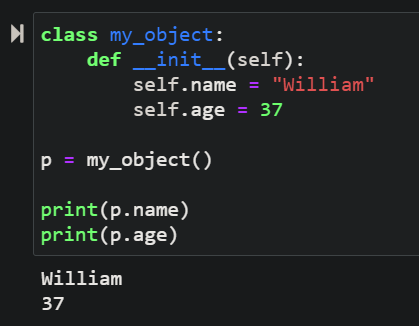 class my_object:
    def __init__(self):
        self.name = "William"
        self.age = 37

p = my_object()

print(p.name)
print(p.age)
William
37